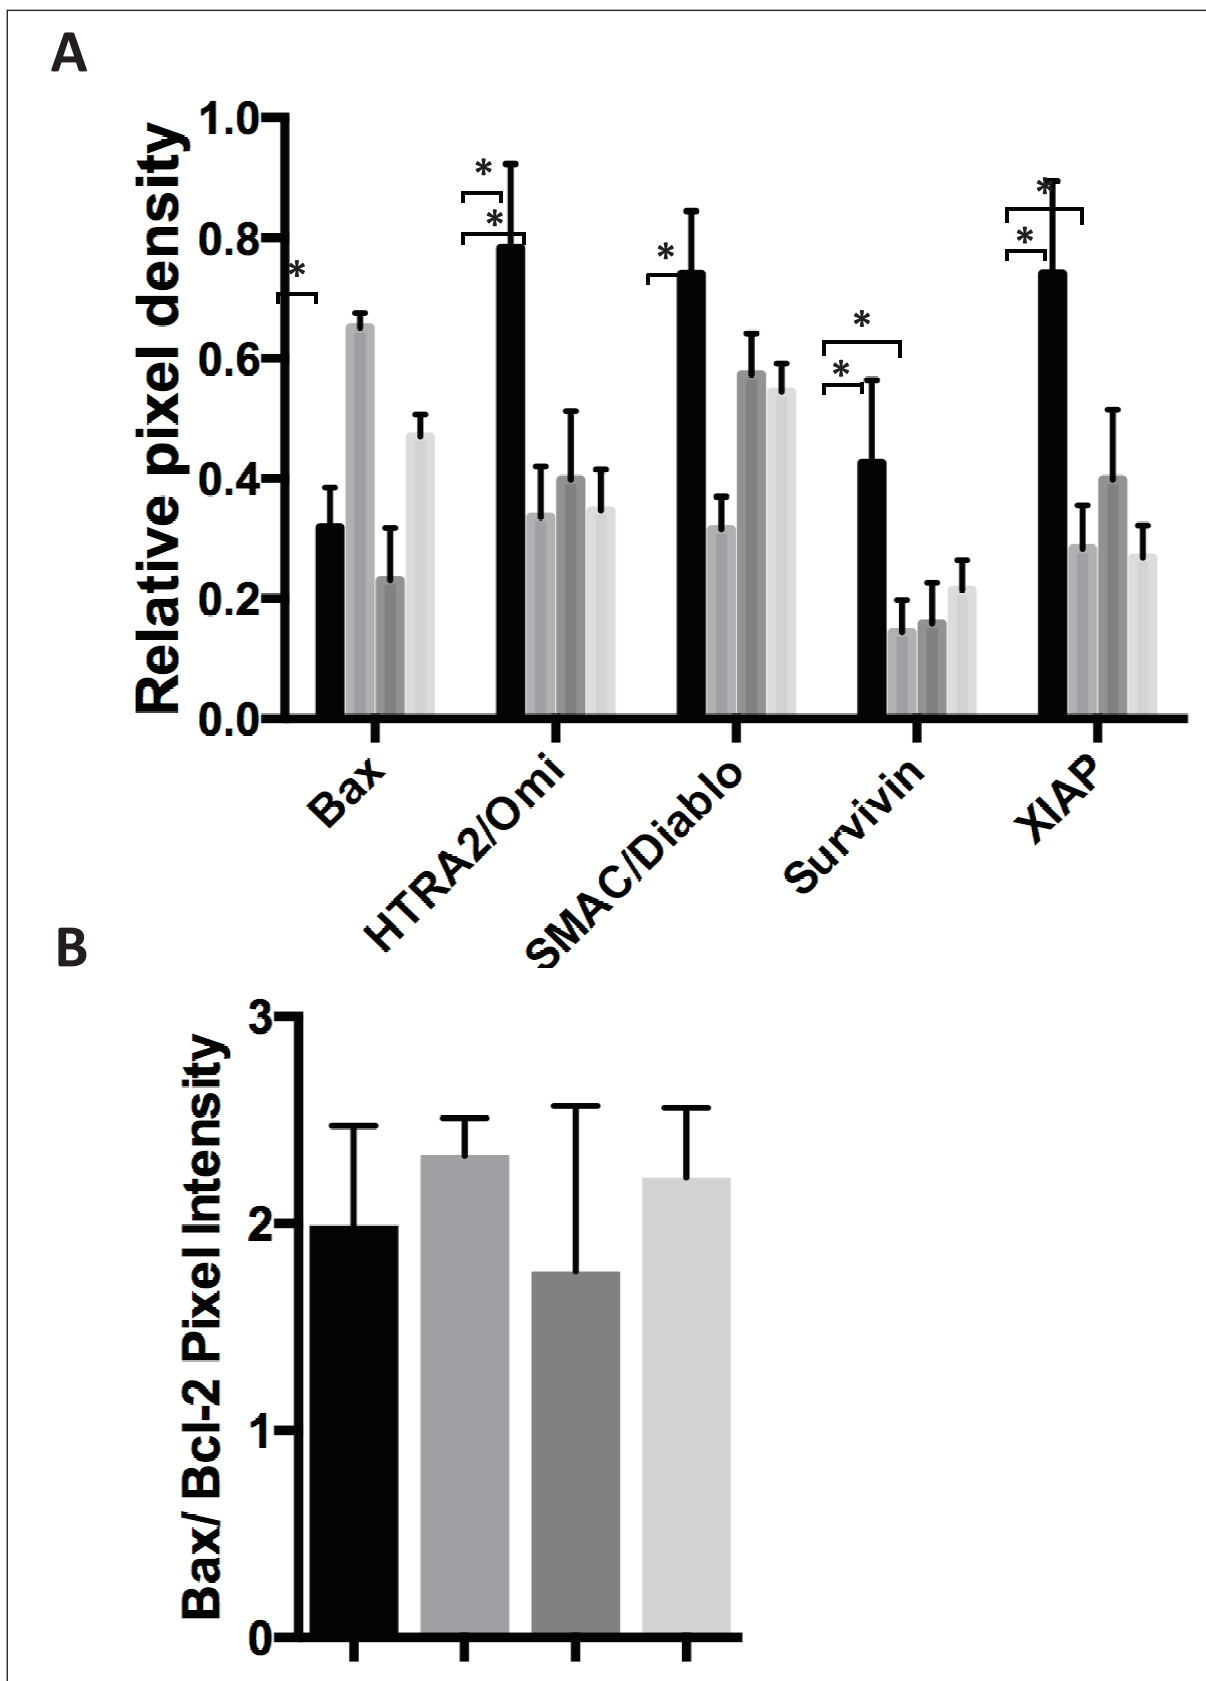 A
Relative pixel density
1.0
0.8
0.6
0.4
0.2
0.0
*
*
*
*
*
*
*
*
Bax
HTRA2/Omi
SMAC/Diablo
Survivin
XIAP
B
Bax/ Bcl-2 Pixel Intensity
3
2
1
0